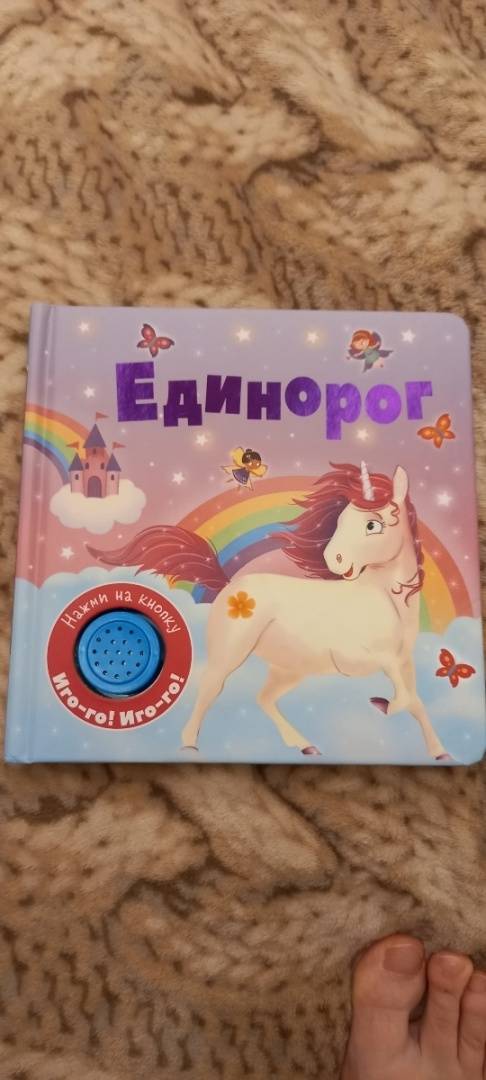 Единорог
Нажми на кнопку
Иго-го! Иго-го!